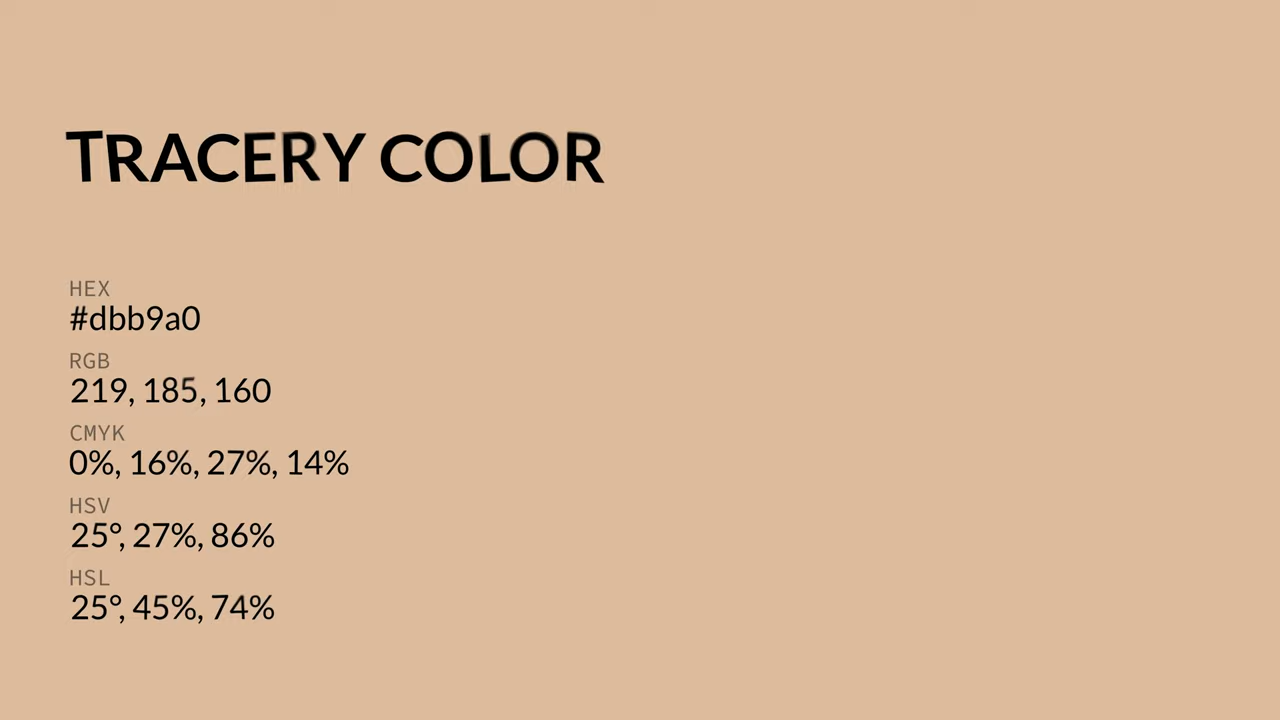 TRACERY COLOR
HEX
#dbb9a0
RGB
219, 185, 160
CMYK
0%, 16%, 27%, 14%
HSV
25°, 27%, 86%
HSL
25°, 45%, 74%